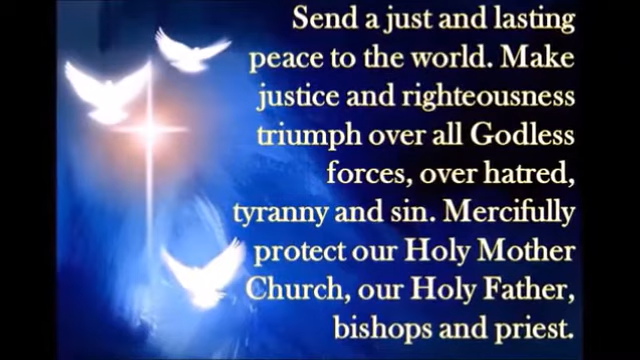 Send a just and lasting
peace to the world. Make
justice and righteousness
triumph over all Godless
forces, over hatred,
tyranny and sin. Mercifully
protect our Holy Mother
Church, our Holy Father,
bishops and priest.